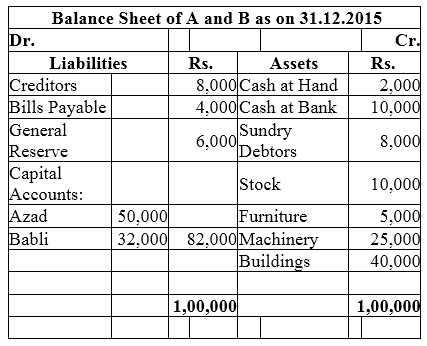 Balance Sheet of A and B as on 31.12.2015
Dr. Cr.
Liabilities Rs. Assets Rs.
Creditors 8,000 Cash at Hand 2,000
Bills Payable 4,000 Cash at Bank 10,000
General Reserve 6,000 Sundry Debtors 8,000
Capital Accounts: Stock 10,000
Azad 50,000 Furniture 5,000
Babli 32,000 82,000 Machinery 25,000
Buildings 40,000
1,00,000 1,00,000